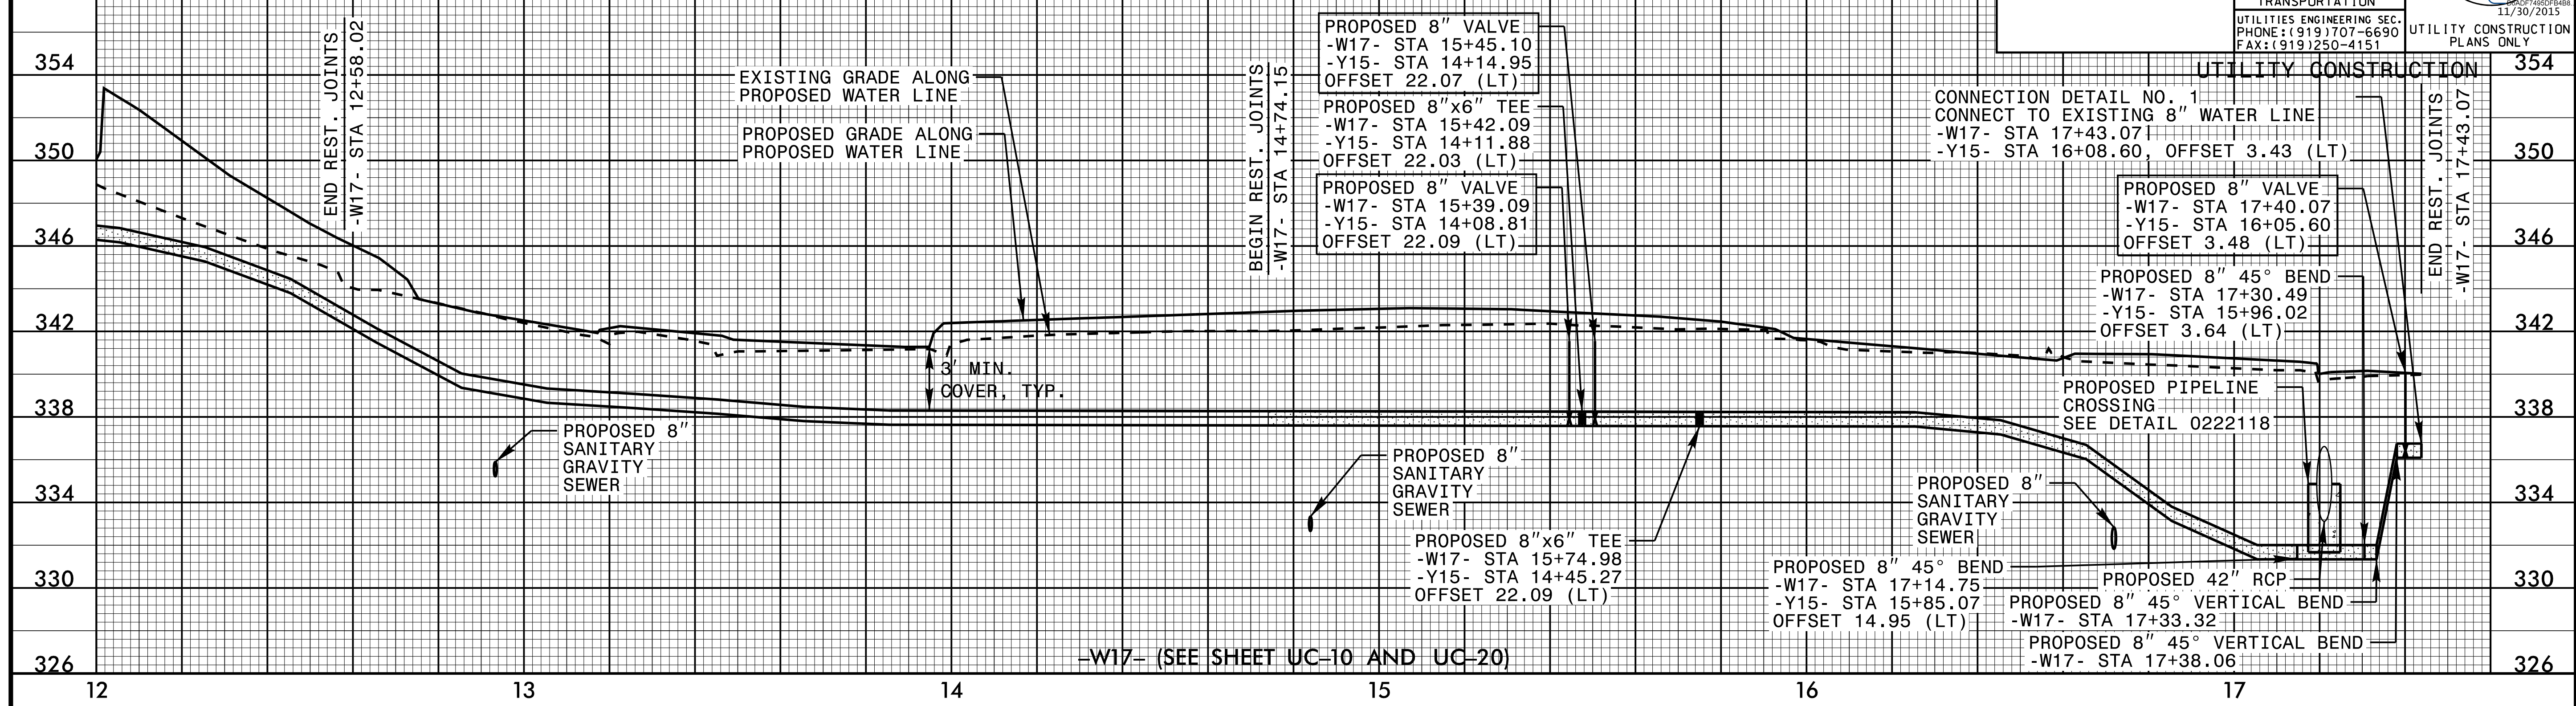 TRANSPORTATION
UTILITIES ENGINEERING SEC.
PHONE:(919)707-6690
FAX:(919)250-4151
11/30/2015
UTILITY CONSTRUCTION
PLANS ONLY
UTILITY CONSTRUCTION
354
350
346
342
338
334
330
326
354
350
346
342
338
334
330
326
END REST. JOINTS
-W17- STA 12+58.02
EXISTING GRADE ALONG
PROPOSED WATER LINE
PROPOSED GRADE ALONG
PROPOSED WATER LINE
BEGIN REST. JOINTS
-W17- STA 14+74.15
PROPOSED 8" VALVE
-W17- STA 15+45.10
-Y15- STA 14+14.95
OFFSET 22.07 (LT)
PROPOSED 8"x6" TEE
-W17- STA 15+42.09
-Y15- STA 14+11.88
OFFSET 22.03 (LT)
PROPOSED 8" VALVE
-W17- STA 15+39.09
-Y15- STA 14+08.81
OFFSET 22.09 (LT)
CONNECTION DETAIL NO. 1
CONNECT TO EXISTING 8" WATER LINE
-W17- STA 17+43.07
-Y15- STA 16+08.60, OFFSET 3.43 (LT)
END REST. JOINTS
-W17- STA 17+43.07
PROPOSED 8" VALVE
-W17- STA 17+40.07
-Y15- STA 16+05.60
OFFSET 3.48 (LT)
PROPOSED 8" 45° BEND
-W17- STA 17+30.49
-Y15- STA 15+96.02
OFFSET 3.64 (LT)
3' MIN.
COVER, TYP.
PROPOSED PIPELINE
CROSSING
SEE DETAIL 0222118
PROPOSED 8"
SANITARY
GRAVITY
SEWER
PROPOSED 8"
SANITARY
GRAVITY
SEWER
PROPOSED 8"
SANITARY
GRAVITY
SEWER
PROPOSED 8"x6" TEE
-W17- STA 15+74.98
-Y15- STA 14+45.27
OFFSET 22.09 (LT)
PROPOSED 8" 45° BEND
-W17- STA 17+14.75
-Y15- STA 15+85.07
OFFSET 14.95 (LT)
PROPOSED 42" RCP
PROPOSED 8" 45° VERTICAL BEND
-W17- STA 17+33.32
PROPOSED 8" 45° VERTICAL BEND
-W17- STA 17+38.06
-W17- (SEE SHEET UC-10 AND UC-20)
12
13
14
15
16
17